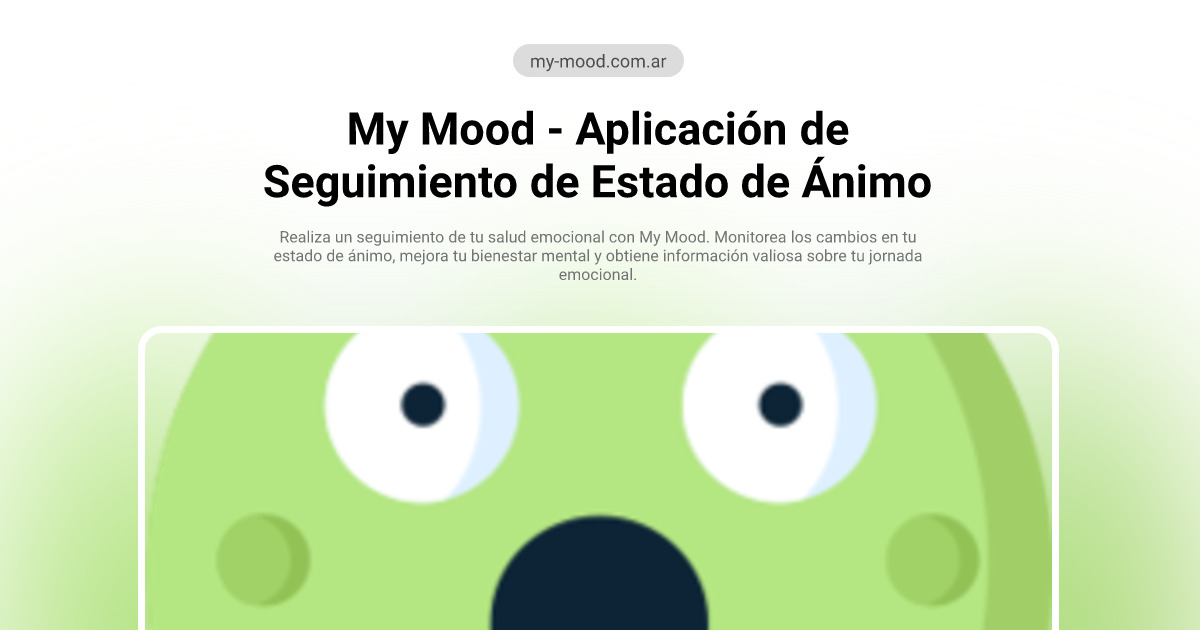 my-mood.com.ar
My Mood - Aplicación de
Seguimiento de Estado de Ánimo
Realiza un seguimiento de tu salud emocional con My Mood. Monitorea los cambios en tu
estado de ánimo, mejora tu bienestar mental y obtiene información valiosa sobre tu jornada
emocional.